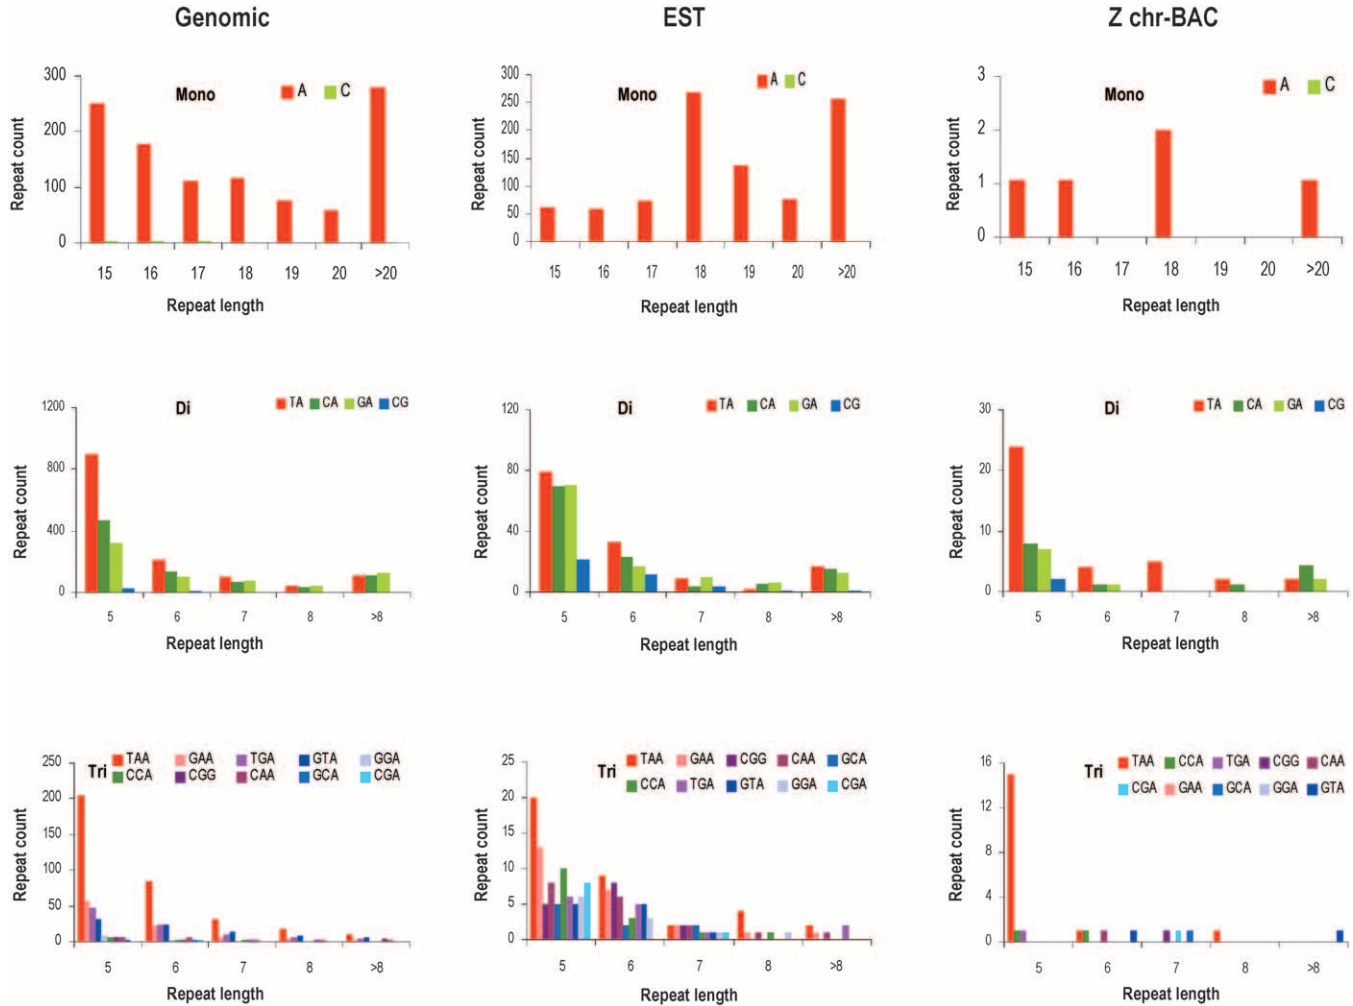 Genomic EST Z chr-BAC
300
200
100
0
Repeat count
Mono
A C
15 16 17 18 19 20 >20
Repeat length
300
250
200
150
100
50
0
Repeat count
Mono
A C
15 16 17 18 19 20 >20
Repeat length
3
2
1
0
Repeat count
Mono
A C
15 16 17 18 19 20 >20
Repeat length
1200
800
400
0
Repeat count
Di
TA CA GA CG
5 6 7 8 >8
Repeat length
120
80
40
0
Repeat count
Di
TA CA GA CG
5 6 7 8 >8
Repeat length
30
20
10
0
Repeat count
Di
TA CA GA CG
5 6 7 8 >8
Repeat length
250
200
150
100
50
0
Repeat count
Tri
TAA GAA TGA GTA GGA
CCA CGG CAA GCA CGA
5 6 7 8 >8
Repeat length
25
20
15
10
5
0
Repeat count
Tri
TAA GAA CGG CAA GCA
CCA TGA GTA GGA CGA
5 6 7 8 >8
Repeat length
16
12
8
4
0
Repeat count
Tri
TAA CCA TGA CGG CAA
CGA GAA GCA GGA GTA
5 6 7 8 >8
Repeat length